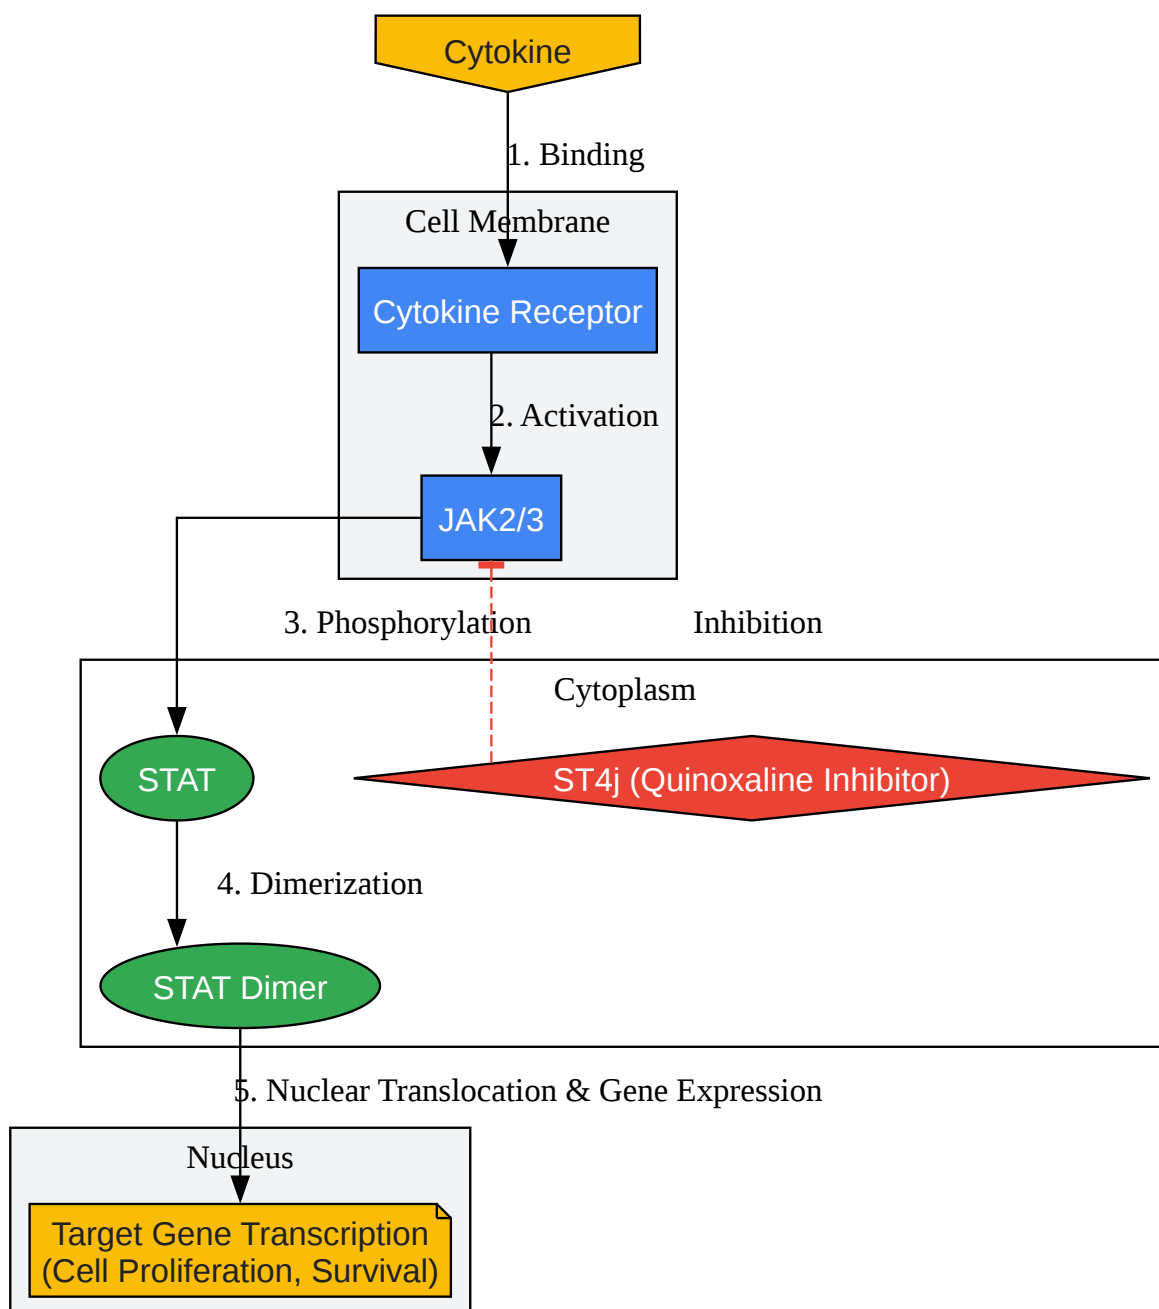 Cytokine
1. Binding
Cell Membrane
Cytokine Receptor
2. Activation
JAK2/3
3. Phosphorylation
Inhibition
Cytoplasm
STAT
ST4j (Quinoxaline Inhibitor)
4. Dimerization
STAT Dimer
5. Nuclear Translocation & Gene Expression
Nucleus
Target Gene Transcription
(Cell Proliferation, Survival)